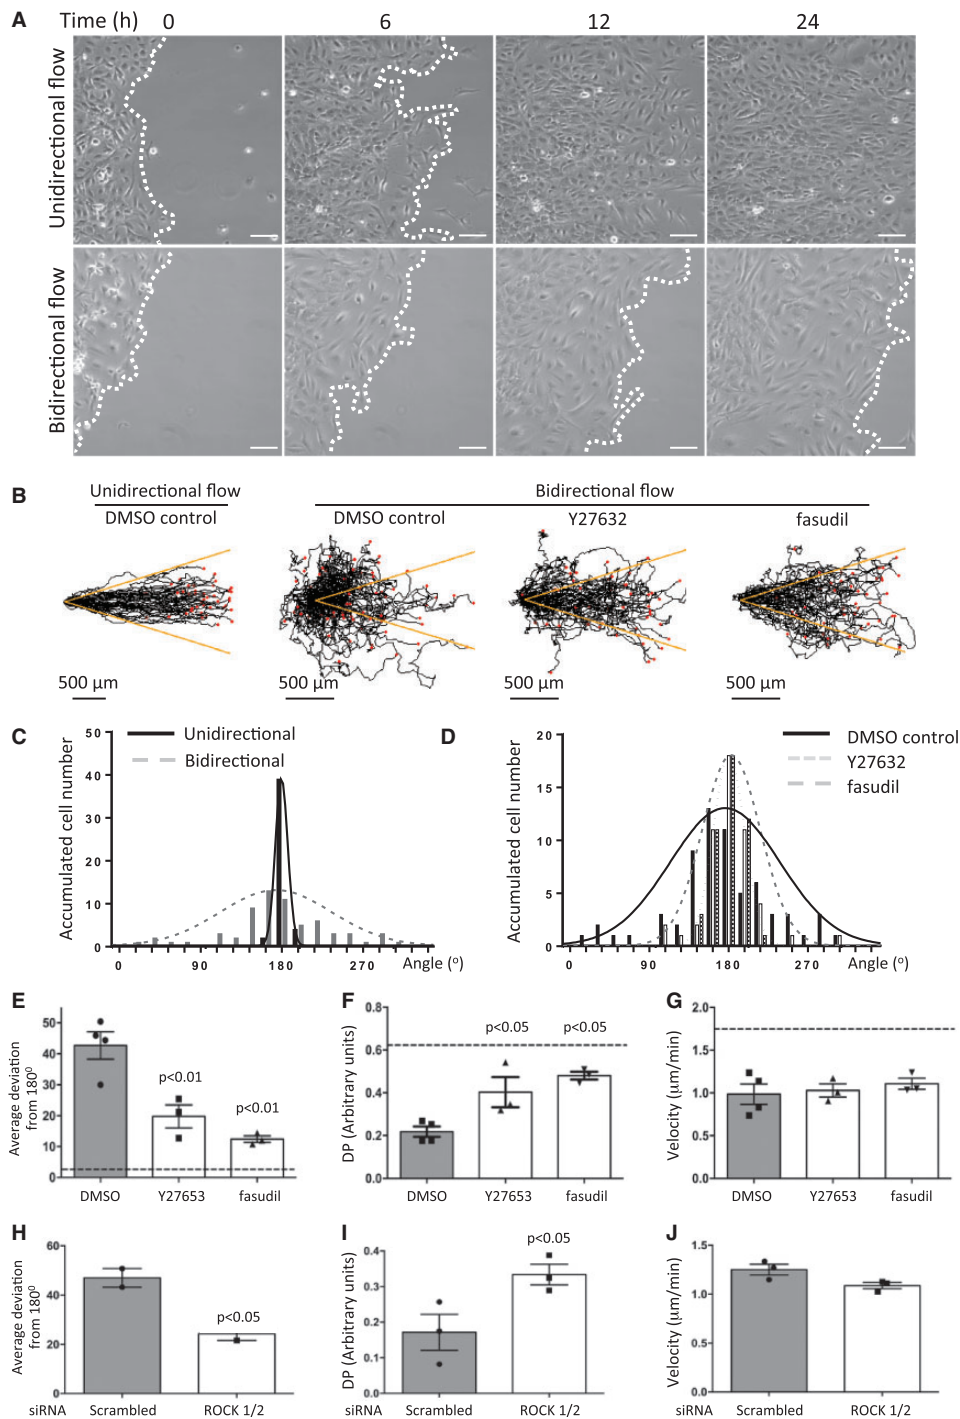 A
Time (h) 0 6 12 24
Unidirectional flow
Bidirectional flow
B
Unidirectional flow Bidirectional flow
DMSO control DMSO control Y27632 fasudil
500 µm 500 µm 500 µm 500 µm
C
Unidirectional
Bidirectional
Accumulated cell number
50
40
30
20
10
0
0 90 180 270 Angle (o)
D
DMSO control
Y27632
fasudil
Accumulated cell number
20
15
10
5
0
0 90 180 270 Angle (o)
E
Average deviation
from 180⁰
50
40
30
20
10
0
p<0.01
p<0.01
DMSO Y27653 fasudil
F
DP (Arbitrary units)
0.8
0.6
0.4
0.2
0.0
p<0.05 p<0.05
DMSO Y27653 fasudil
G
Velocity (µm/min)
2.0
1.5
1.0
0.5
0.0
DMSO Y27653 fasudil
H
Average deviation
from 180⁰
60
40
20
0
p<0.05
siRNA Scrambled ROCK 1/2
I
DP (Arbitrary units)
0.4
0.3
0.2
0.1
0.0
p<0.05
siRNA Scrambled ROCK 1/2
J
Velocity (µm/min)
1.5
1.0
0.5
0.0
siRNA Scrambled ROCK 1/2